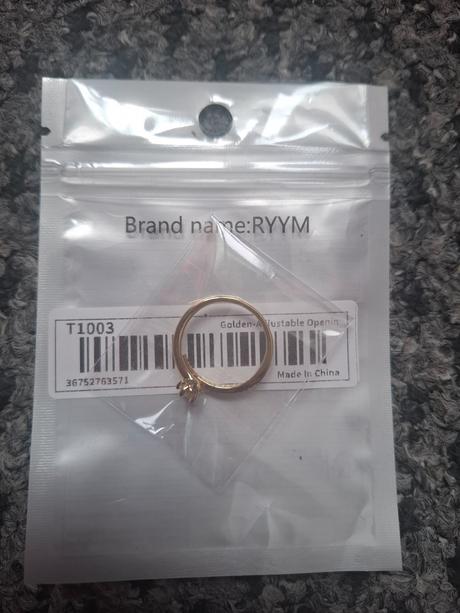 Brand name:RYYM
T1003
Golden-Adjustable Openin
36752763571
Made In China